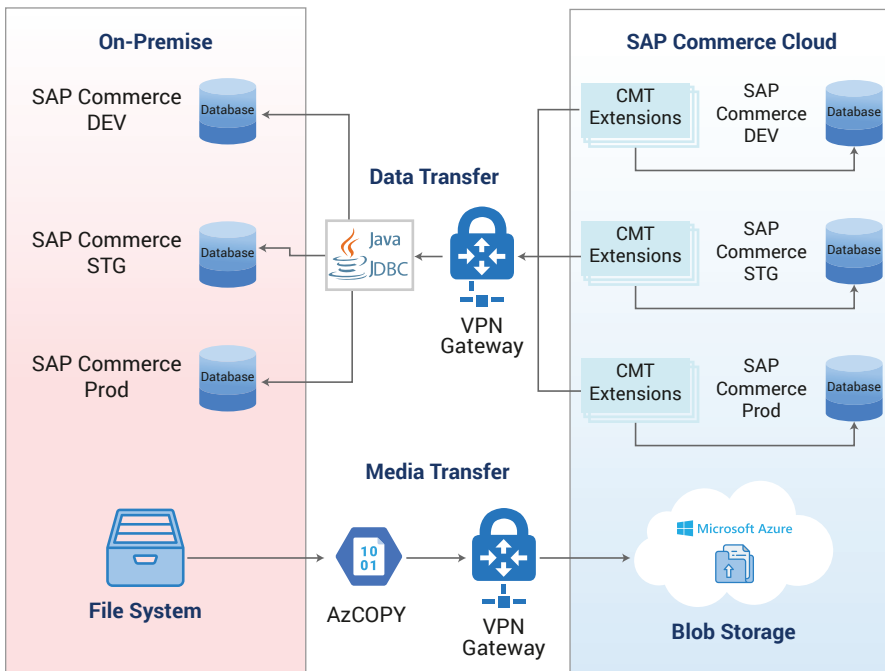 On-Premise
SAP Commerce
DEV
Database
SAP Commerce
STG
Database
SAP Commerce
Prod
Database
File System
Data Transfer
Java
JDBC
VPN
Gateway
Media Transfer
10
01
AzCOPY
VPN
Gateway
SAP Commerce Cloud
CMT
Extensions
SAP
Commerce
DEV
Database
CMT
Extensions
SAP
Commerce
STG
Database
CMT
Extensions
SAP
Commerce
Prod
Database
Microsoft Azure
Blob Storage